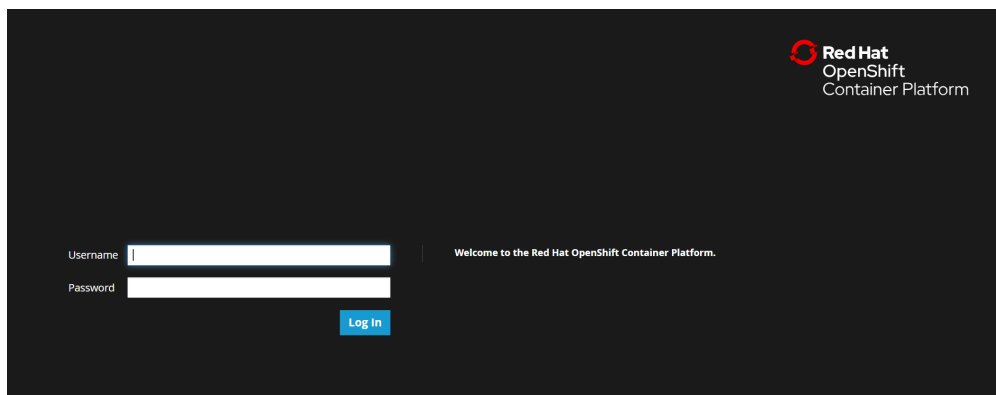 Red Hat
OpenShift
Container Platform
Username
Welcome to the Red Hat OpenShift Container Platform.
Password
Log In